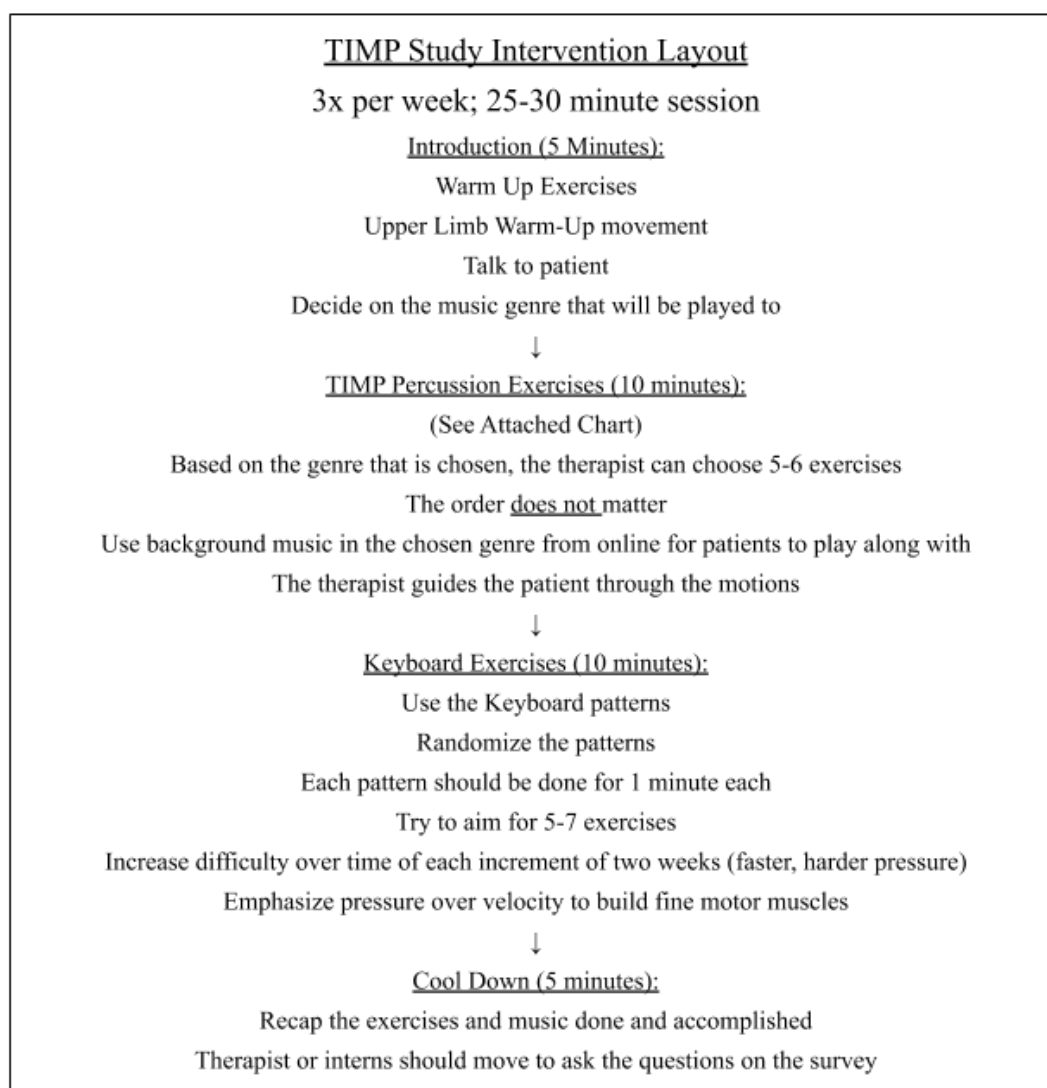 TIMP Study Intervention Layout
3x per week; 25-30 minute session
Introduction (5 Minutes):
Warm Up Exercises
Upper Limb Warm-Up movement
Talk to patient
Decide on the music genre that will be played to
↓
TIMP Percussion Exercises (10 minutes):
(See Attached Chart)
Based on the genre that is chosen, the therapist can choose 5-6 exercises
The order does not matter
Use background music in the chosen genre from online for patients to play along with
The therapist guides the patient through the motions
↓
Keyboard Exercises (10 minutes):
Use the Keyboard patterns
Randomize the patterns
Each pattern should be done for 1 minute each
Try to aim for 5-7 exercises
Increase difficulty over time of each increment of two weeks (faster, harder pressure)
Emphasize pressure over velocity to build fine motor muscles
↓
Cool Down (5 minutes):
Recap the exercises and music done and accomplished
Therapist or interns should move to ask the questions on the survey